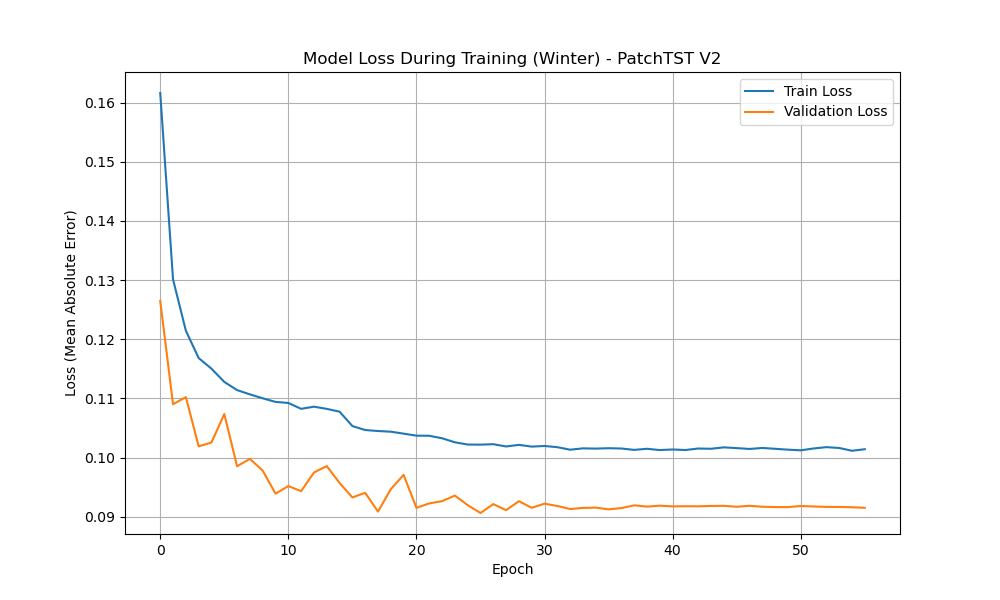 Model Loss During Training (Winter) - PatchTST V2
Train Loss
Validation Loss
Loss (Mean Absolute Error)
0.16
0.15
0.14
0.13
0.12
0.11
0.10
0.09
0 10 20 30 40 50
Epoch